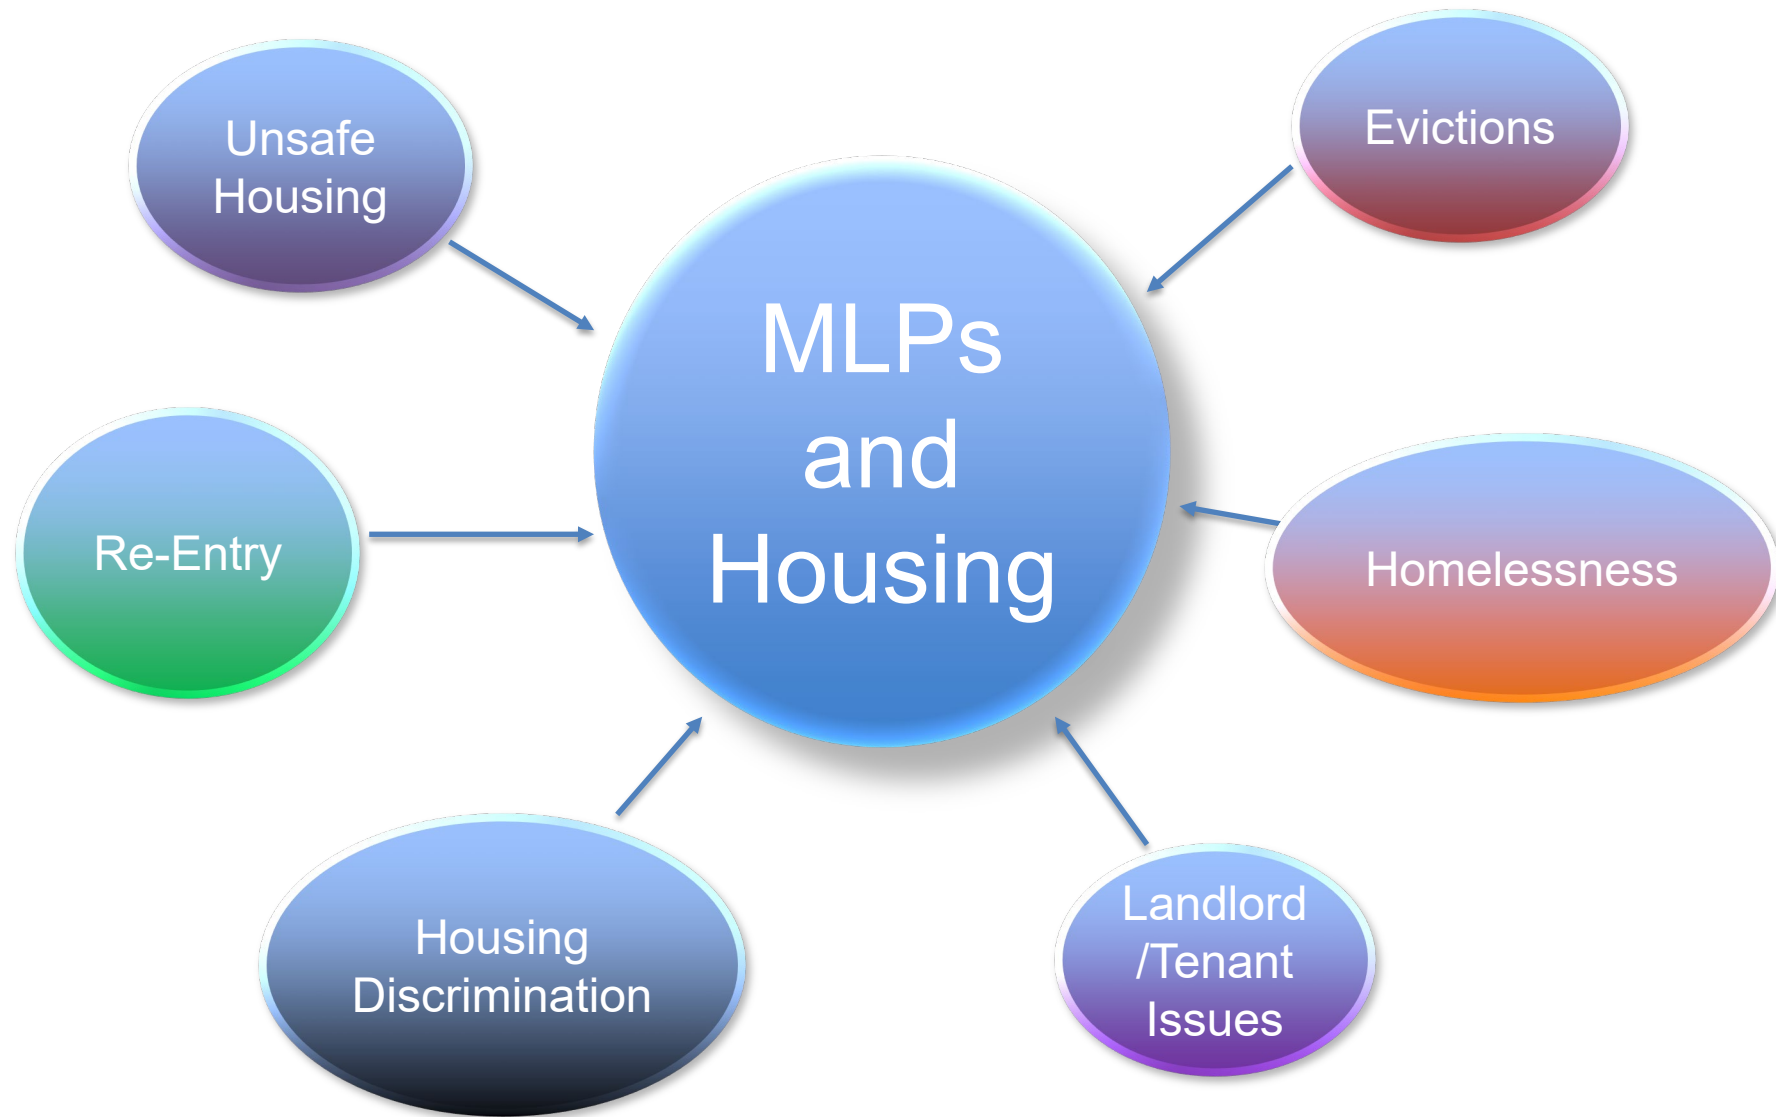 Unsafe
Housing
Evictions
MLPs
and
Housing
Re-Entry
Homelessness
Housing
Discrimination
Landlord
/Tenant
Issues